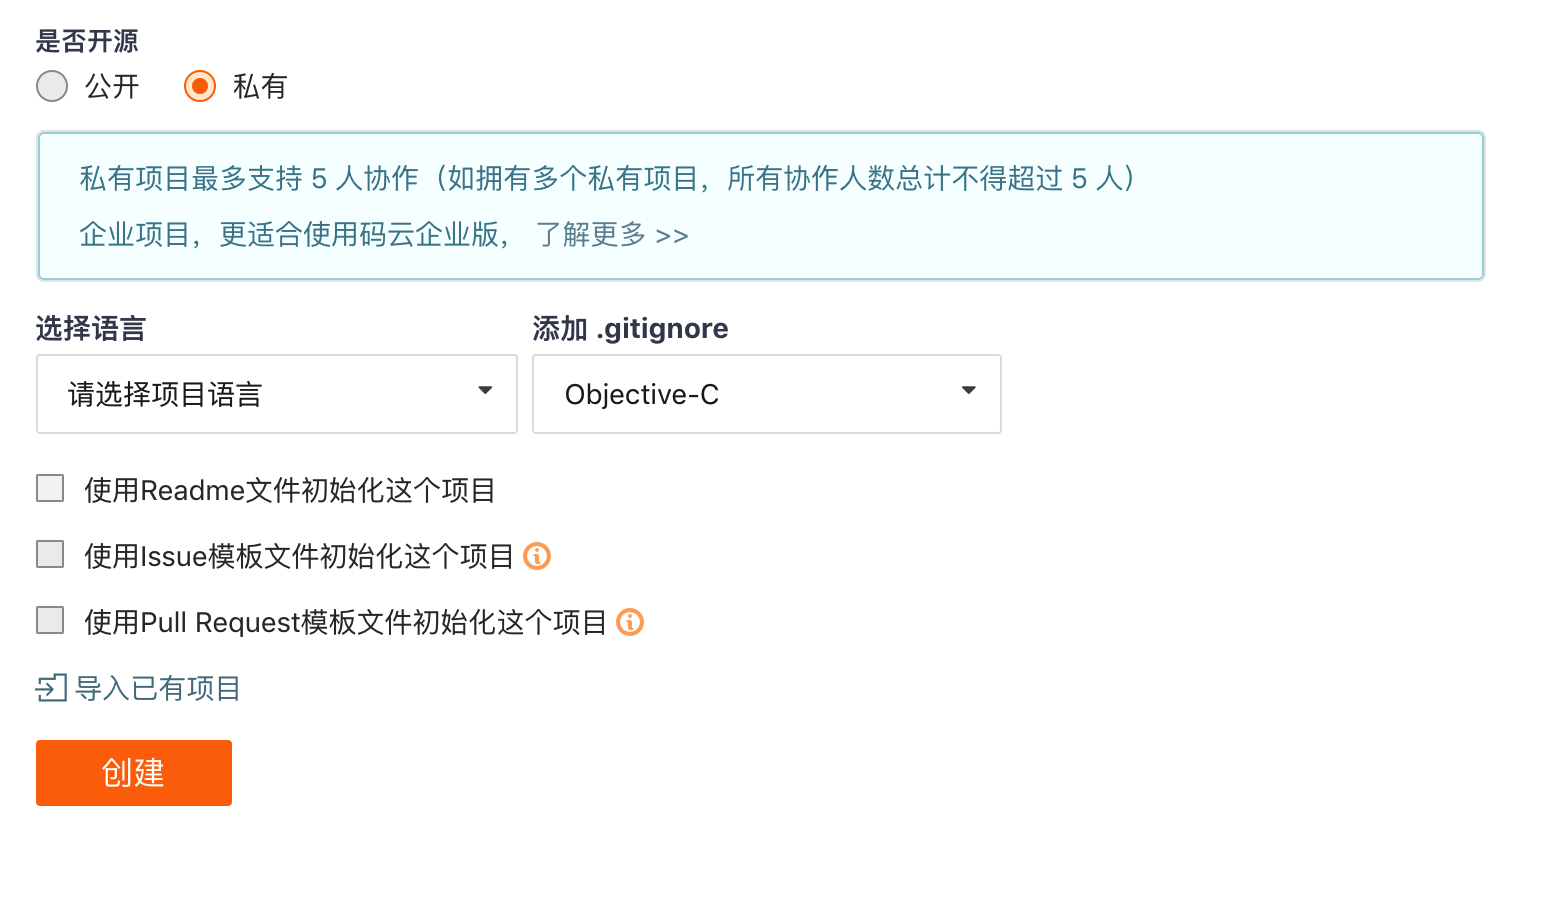 是否开源
公开 私有
私有项目最多支持 5 人协作（如拥有多个私有项目，所有协作人数总计不得超过 5 人）
企业项目，更适合使用码云企业版， 了解更多 >>
选择语言 添加 .gitignore
请选择项目语言 Objective-C
使用Readme文件初始化这个项目
使用Issue模板文件初始化这个项目
使用Pull Request模板文件初始化这个项目
导入已有项目
创建